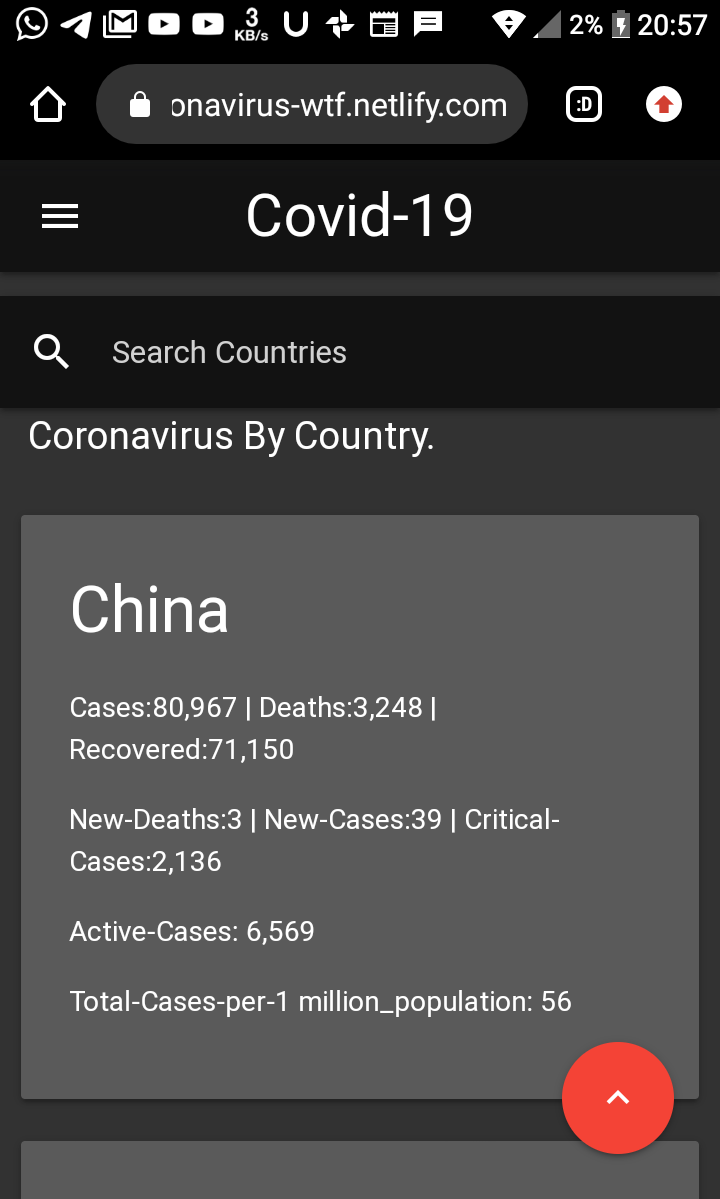 3
KB/s
2%
20:57
onavirus-wtf.netlify.com
:D
Covid-19
Search Countries
Coronavirus By Country.
China
Cases:80,967 | Deaths:3,248 |
Recovered:71,150
New-Deaths:3 | New-Cases:39 | Critical-
Cases:2,136
Active-Cases: 6,569
Total-Cases-per-1 million_population: 56